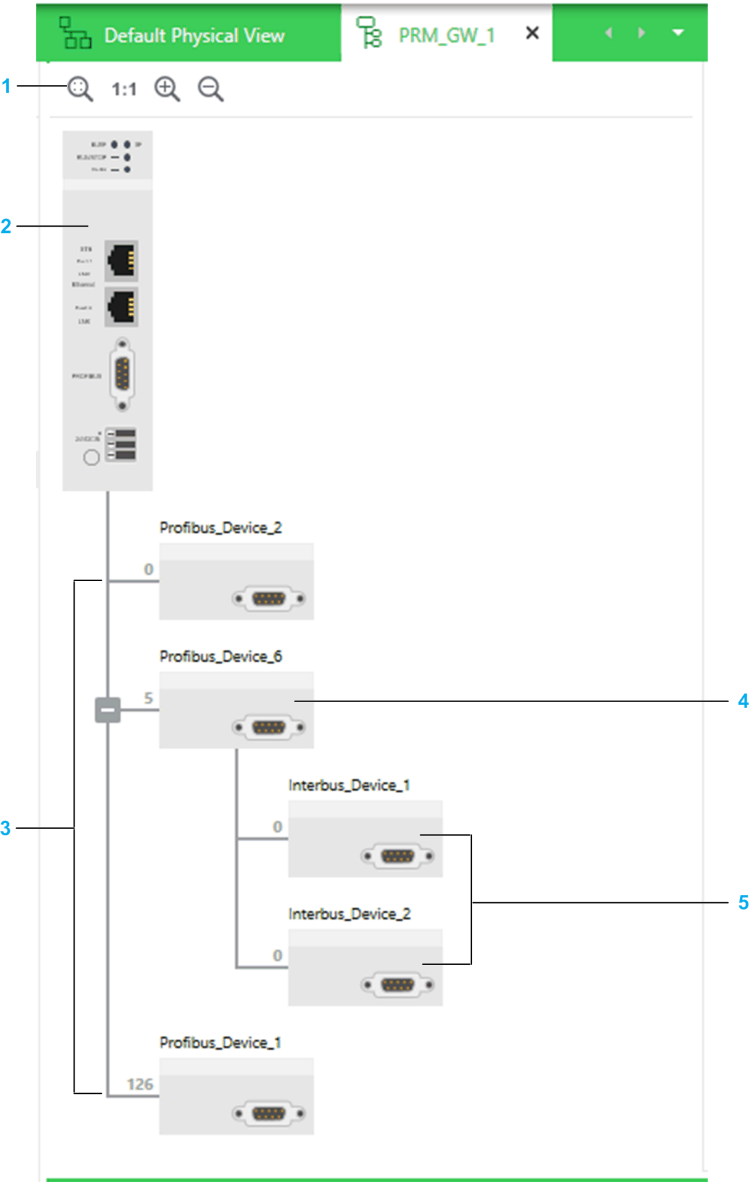 Default Physical View
PRM_GW_1
1
1:1
2
PROFIBUS
Profibus_Device_2
0
Profibus_Device_6
5
4
Interbus_Device_1
0
3
5
Interbus_Device_2
0
Profibus_Device_1
126